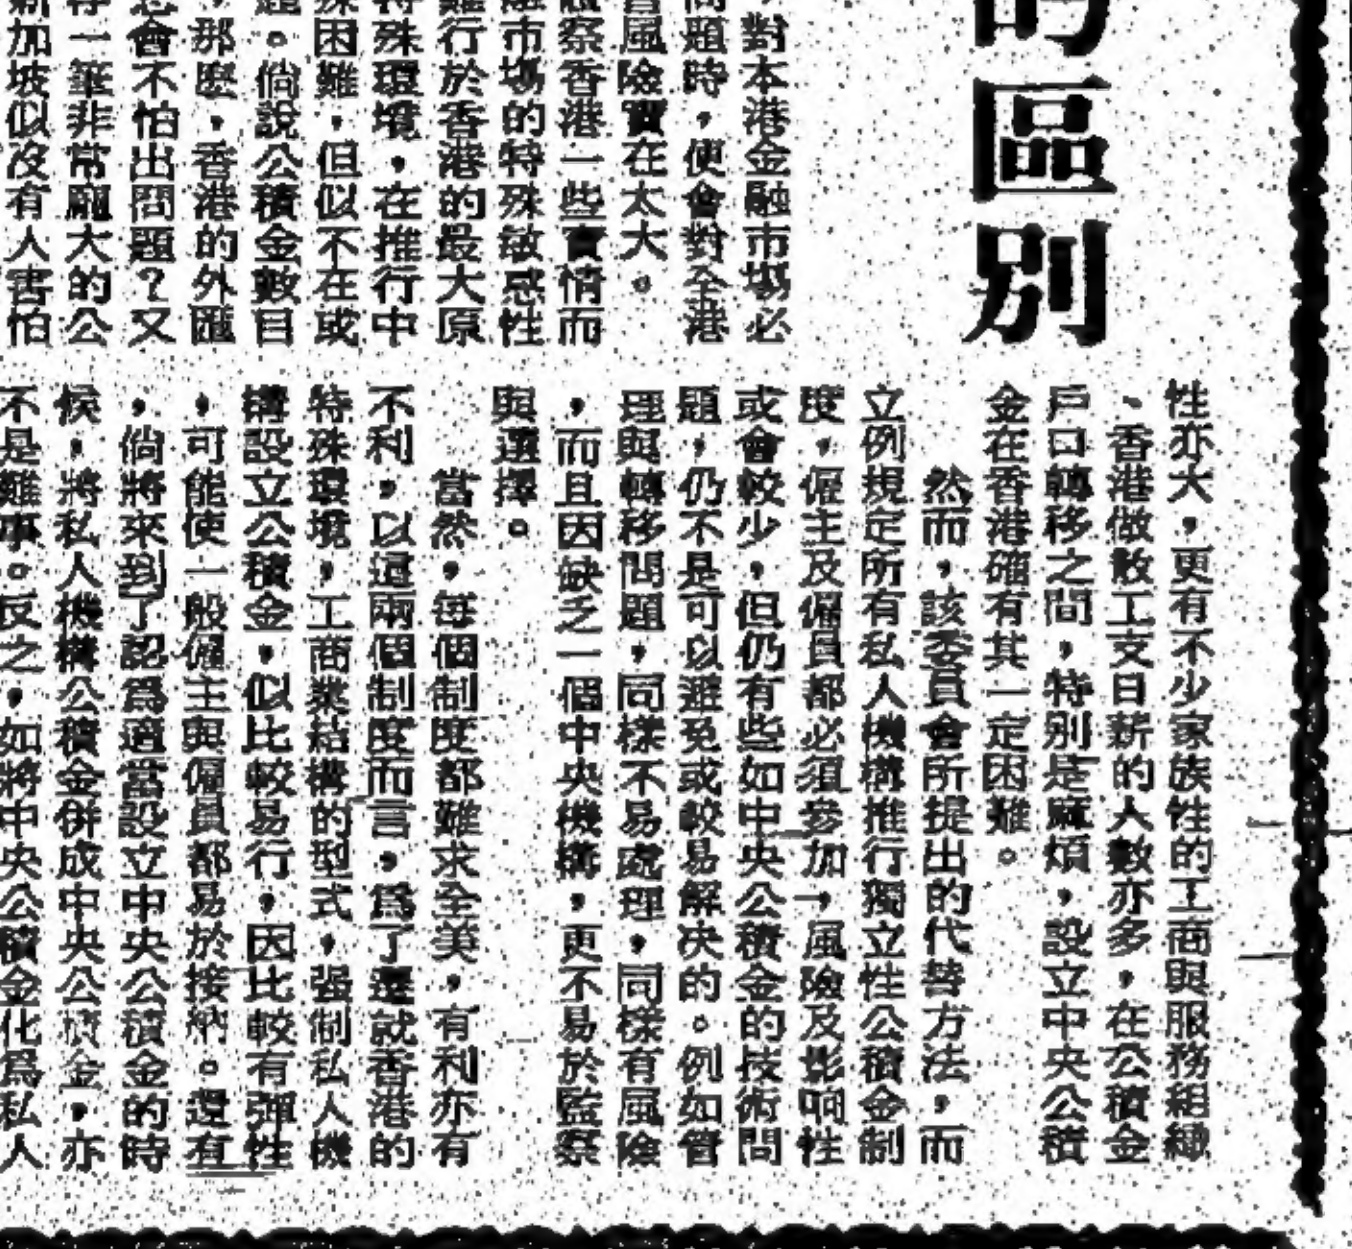 的區別
對本港金融市場必
問題時，便會對全港
風險實在太大。
察香港一些實情而
融市場的特殊敏感性
難行於香港的最大原
特殊環境，在推行中
殊困難，但似不在或
題。倘說公積金數目
，那麽，香港的外匯
會不怕出問題？又
存一筆非常龐大的公
新加坡似沒有人害怕
性亦大，更有不少家族性的工商與服務組織
、香港做散工支日薪的人數亦多，在公積金
戶口轉移之間，特別是麻煩，設立中央公積
金在香港確有其一定困難。
然而，該委員會所提出的代替方法，而
立例規定所有私人機構推行獨立性公積金制
度，僱主及僱員都必須參加，風險及影响性
或會較少，但仍有些如中央公積金的技術問
題，仍不是可以避免或較易解決的。例如管
理與轉移問題，同樣不易處理，同樣有風險
，而且因缺乏一個中央機構，更不易於監察
與選擇。
當然，每個制度都難求全美，有利亦有
不利，以這兩個制度而言，爲了遷就香港的
特殊環境，工商業結構的型式，强制私人機
構設立公積金，似比較易行，因比較有彈性
，可能使一般僱主與僱員都易於接納。還有
，倘將來到了認爲適當設立中央公積金的時
候，將私人機構公積金併成中央公積金，亦
不是難事。反之，如將中央公積金化爲私人